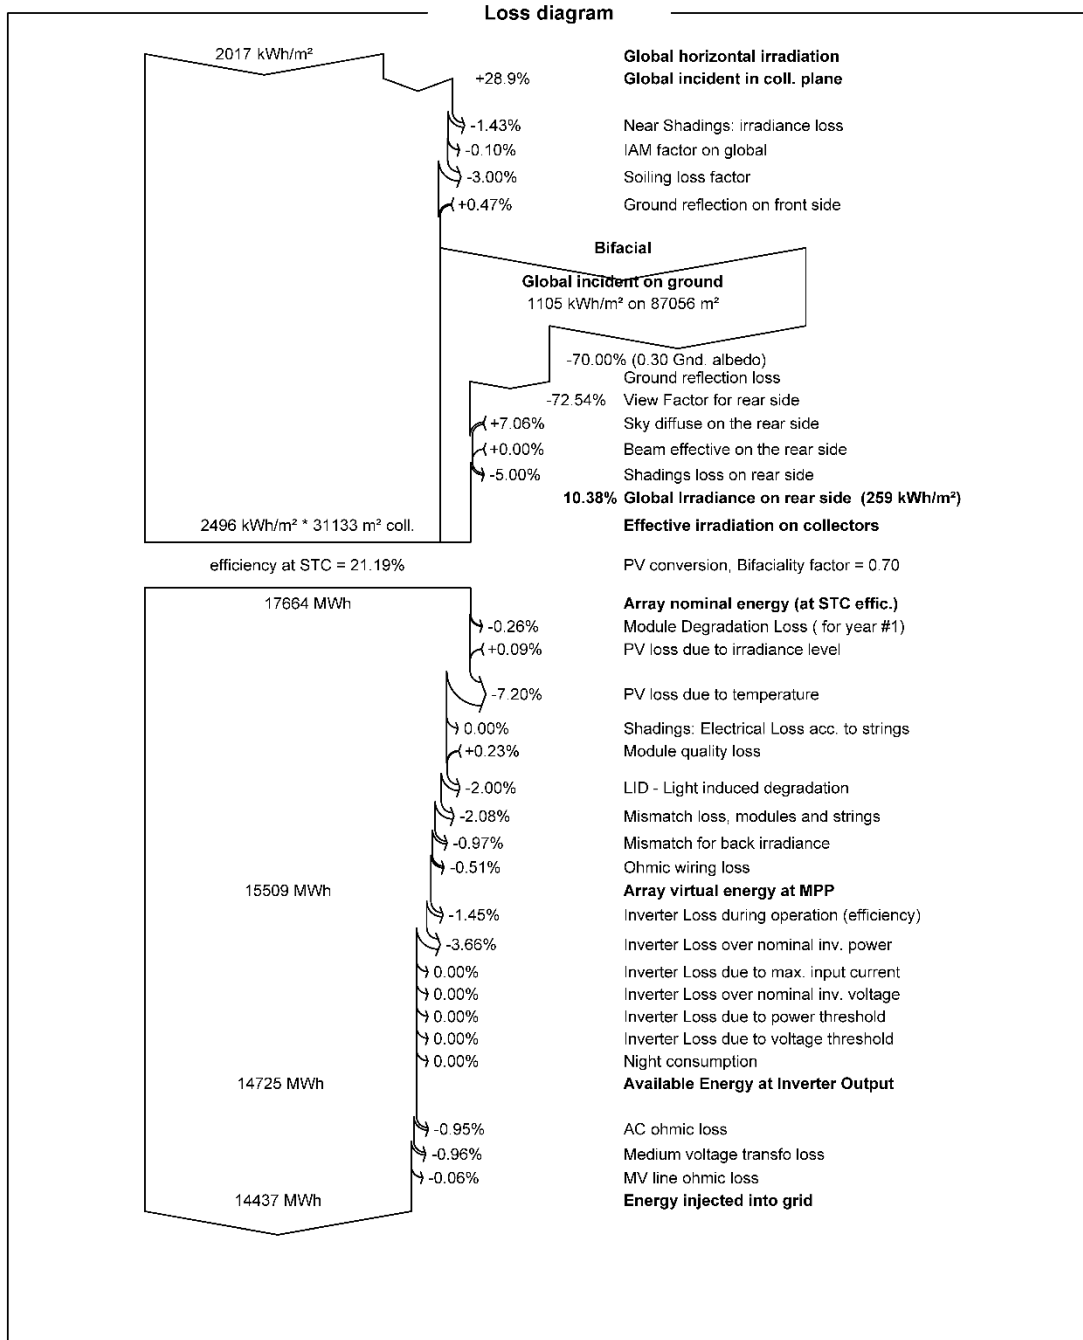 Loss diagram
2017 kWh/m² Global horizontal irradiation
+28.9% Global incident in coll. plane
-1.43% Near Shadings: irradiance loss
-0.10% IAM factor on global
-3.00% Soiling loss factor
+0.47% Ground reflection on front side
Bifacial
Global incident on ground
1105 kWh/m² on 87056 m²
-70.00% (0.30 Gnd. albedo)
Ground reflection loss
-72.54% View Factor for rear side
+7.06% Sky diffuse on the rear side
+0.00% Beam effective on the rear side
-5.00% Shadings loss on rear side
10.38% Global Irradiance on rear side (259 kWh/m²)
2496 kWh/m² * 31133 m² coll. Effective irradiation on collectors
efficiency at STC = 21.19% PV conversion, Bifaciality factor = 0.70
17664 MWh Array nominal energy (at STC effic.)
-0.26% Module Degradation Loss ( for year #1)
+0.09% PV loss due to irradiance level
-7.20% PV loss due to temperature
0.00% Shadings: Electrical Loss acc. to strings
+0.23% Module quality loss
-2.00% LID - Light induced degradation
-2.08% Mismatch loss, modules and strings
-0.97% Mismatch for back irradiance
-0.51% Ohmic wiring loss
15509 MWh Array virtual energy at MPP
-1.45% Inverter Loss during operation (efficiency)
-3.66% Inverter Loss over nominal inv. power
0.00% Inverter Loss due to max. input current
0.00% Inverter Loss over nominal inv. voltage
0.00% Inverter Loss due to power threshold
0.00% Inverter Loss due to voltage threshold
0.00% Night consumption
14725 MWh Available Energy at Inverter Output
-0.95% AC ohmic loss
-0.96% Medium voltage transfo loss
-0.06% MV line ohmic loss
14437 MWh Energy injected into grid